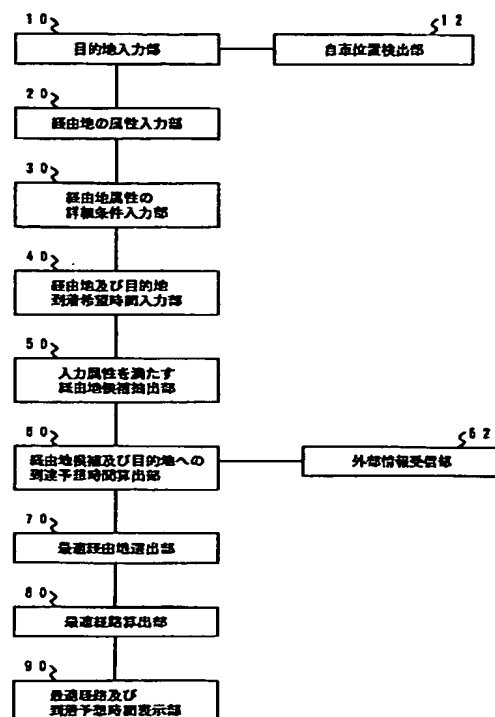 10
目的地入力部
12
自車位置検出部
20
経由地の属性入力部
30
経由地属性の
詳細条件入力部
40
経由地及び目的地
到着希望時間入力部
50
入力属性を満たす
経由地候補抽出部
60
経由地候補及び目的地への
到達予想時間算出部
62
外部情報受信部
70
最適経由地選出部
80
最適経路算出部
90
最適経路及び
到着予想時間表示部